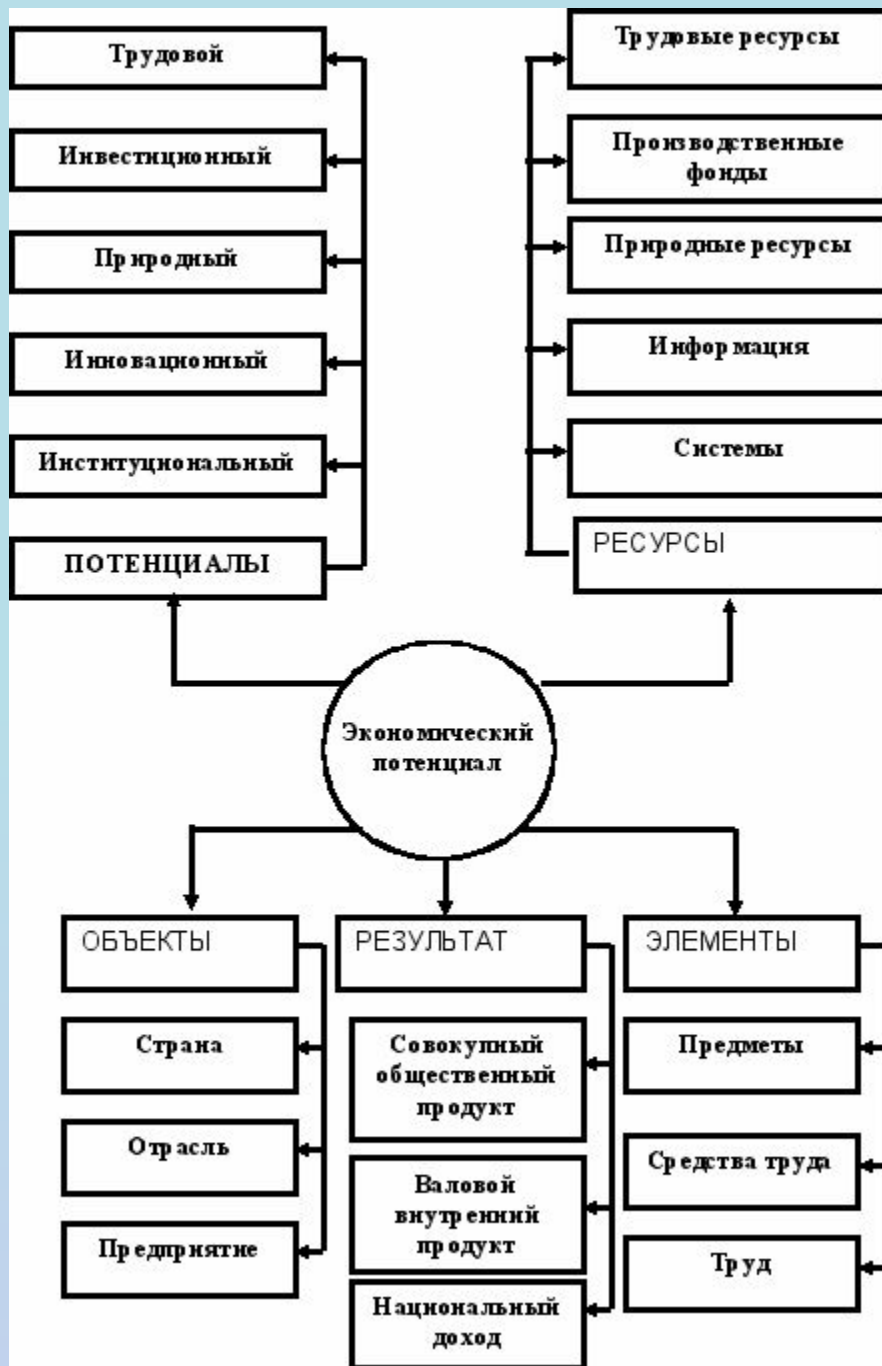 Трудовой
Инвестиционный
Природный
Инновационный
Институциональный
ПОТЕНЦИАЛЫ
Трудовые ресурсы
Производственные
фонды
Природные ресурсы
Информация
Системы
РЕСУРСЫ
Экономический
потенциал
ОБЪЕКТЫ
Страна
Отрасль
Предприятие
РЕЗУЛЬТАТ
Совокупный
общественный
продукт
Валовой
внутренний
продукт
Национальный
доход
ЭЛЕМЕНТЫ
Предметы
Средства труда
Труд